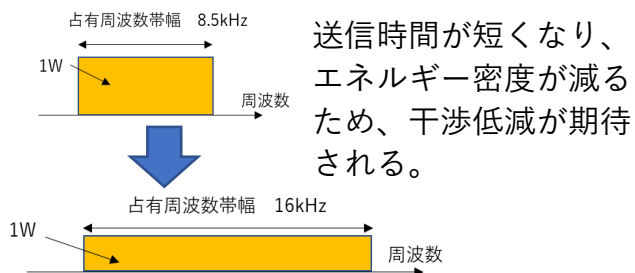 占有周波数帯幅　8.5kHz
1W
周波数
送信時間が短くなり、
エネルギー密度が減る
ため、干渉低減が期待
される。
占有周波数帯幅　16kHz
1W
周波数